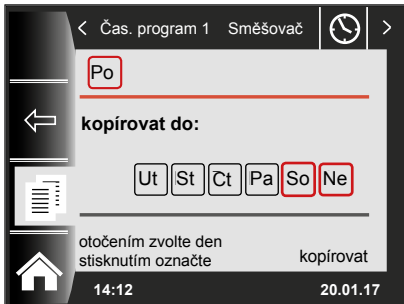 Čas. program 1 Směšovač
Po
kopírovat do:
Ut St Čt Pa So Ne
otočením zvolte den
stisknutím označte
kopírovat
14:12 20.01.17